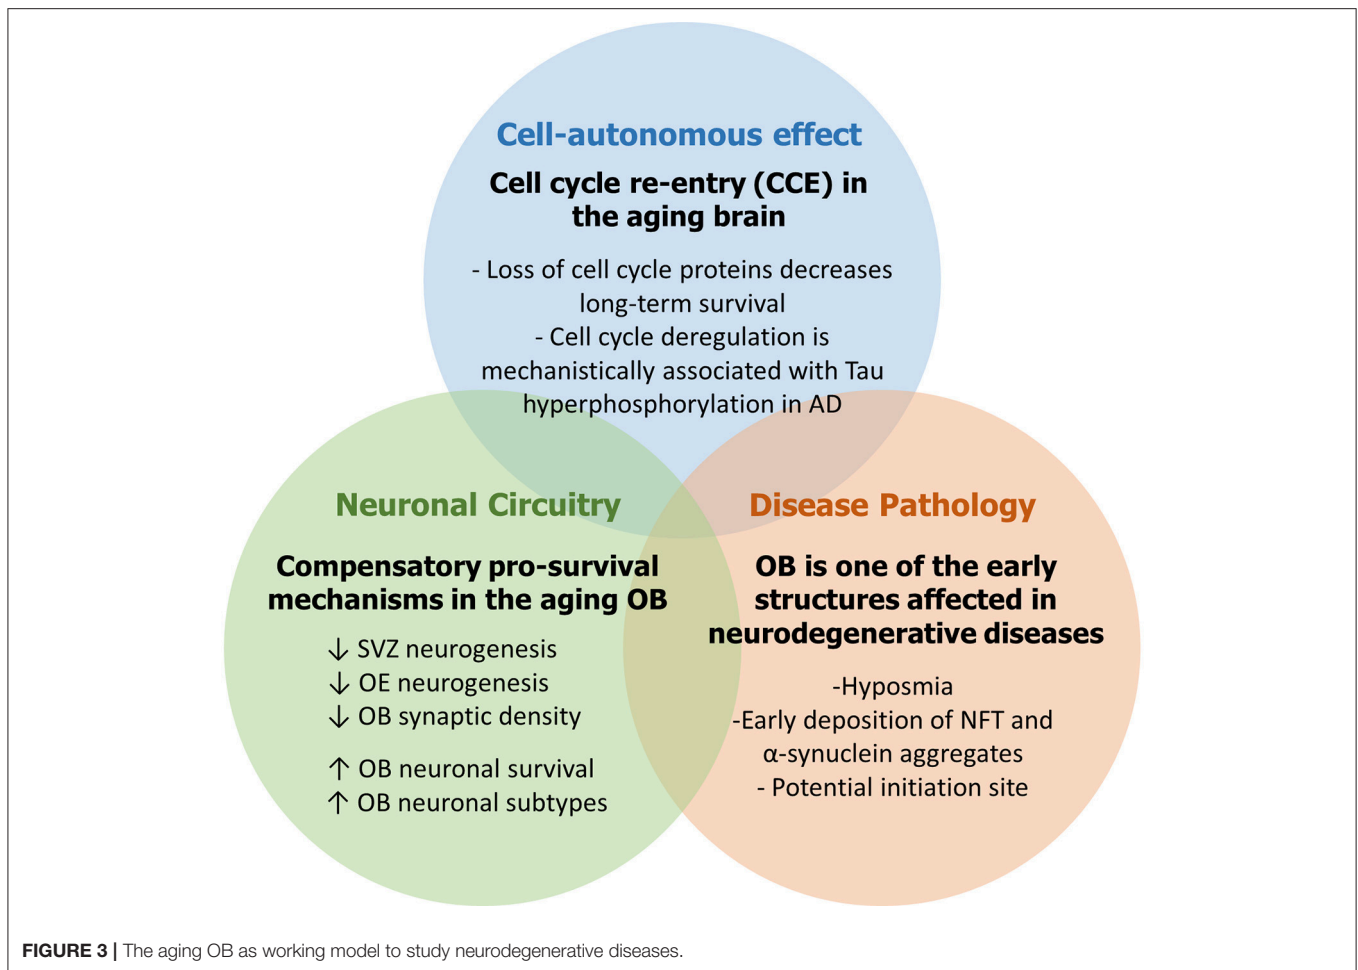 Cell-autonomous effect
Cell cycle re-entry (CCE) in
the aging brain
- Loss of cell cycle proteins decreases
long-term survival
- Cell cycle deregulation is
mechanistically associated with Tau
hyperphosphorylation in AD
Neuronal Circuitry
Compensatory pro-survival
mechanisms in the aging OB
↓ SVZ neurogenesis
↓ OE neurogenesis
↓ OB synaptic density
↑ OB neuronal survival
↑ OB neuronal subtypes
Disease Pathology
OB is one of the early
structures affected in
neurodegenerative diseases
-Hyposmia
-Early deposition of NFT and
α-synuclein aggregates
- Potential initiation site
FIGURE 3 | The aging OB as working model to study neurodegenerative diseases.